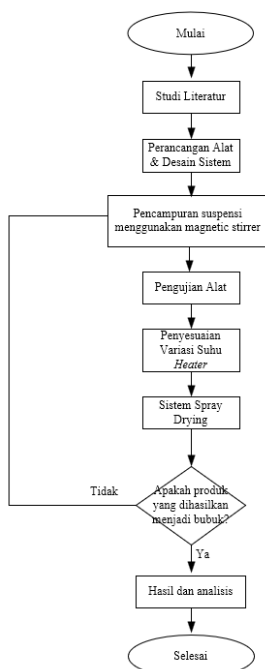 Mulai
Studi Literatur
Perancangan Alat
& Desain Sistem
Pencampuran suspensi
menggunakan magnetic stirrer
Pengujian Alat
Penyesuaian
Variasi Suhu
Heater
Sistem Spray
Drying
Apakah produk
yang dihasilkan
menjadi bubuk?
Tidak
Ya
Hasil dan analisis
Selesai